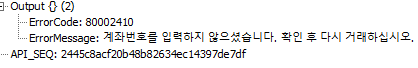 Output {} (2)
ErrorCode: 80002410
ErrorMessage: 계좌번호를 입력하지 않으셨습니다. 확인 후 다시 거래하십시오.
API_SEQ: 2445c8acf20b48b82634ec14397de7df